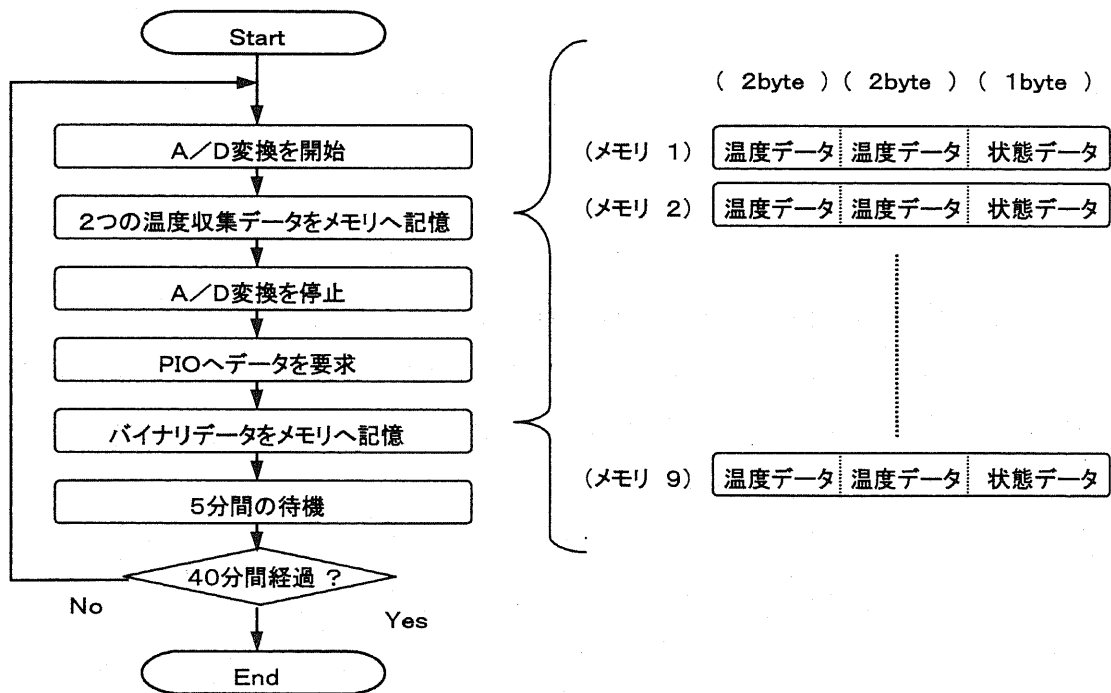 Start
A／D変換を開始
2つの温度収集データをメモリへ記憶
A／D変換を停止
PIOへデータを要求
バイナリデータをメモリへ記憶
5分間の待機
40分間経過 ？
No
Yes
End
( 2byte ) ( 2byte ) ( 1byte )
(メモリ 1) 温度データ 温度データ 状態データ
(メモリ 2) 温度データ 温度データ 状態データ
(メモリ 9) 温度データ 温度データ 状態データ